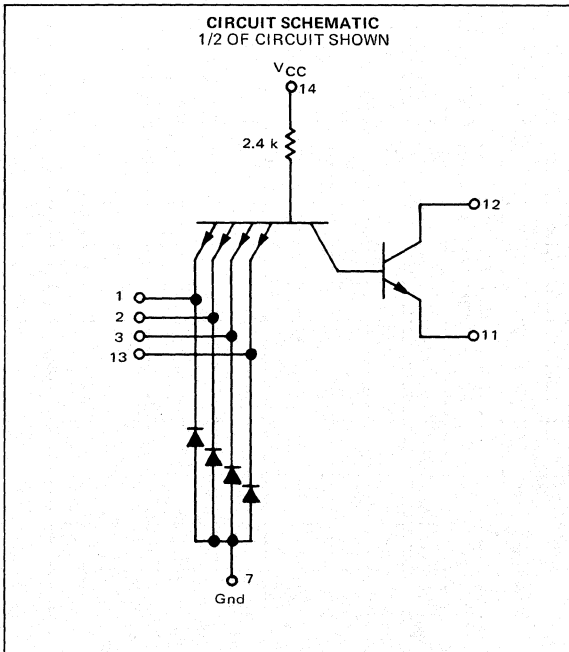 CIRCUIT SCHEMATIC
1/2 OF CIRCUIT SHOWN
VCC
14
2.4 k
12
1
2
3
13
11
7
Gnd